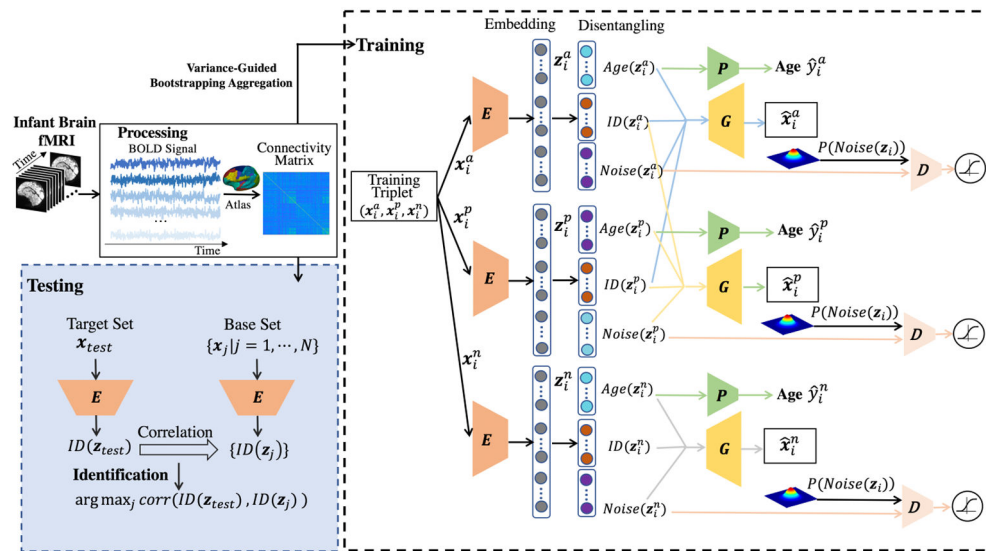 Training
Embedding
Disentangling
Variance-Guided
Bootstrapping Aggregation
Infant Brain
fMRI
Time
Processing
BOLD Signal
...
Time
Atlas
Connectivity
Matrix
Training
Triplet
(x_i^a, x_i^p, x_i^n)
x_i^a
x_i^p
x_i^n
E
z_i^a
Age(z_i^a)
ID(z_i^a)
Noise(z_i^a)
P
Age ŷ_i^a
G
x̂_i^a
P(Noise(z_i))
D
E
z_i^p
Age(z_i^p)
ID(z_i^p)
Noise(z_i^p)
P
Age ŷ_i^p
G
x̂_i^p
P(Noise(z_i))
D
E
z_i^n
Age(z_i^n)
ID(z_i^n)
Noise(z_i^n)
P
Age ŷ_i^n
G
x̂_i^n
P(Noise(z_i))
D
Testing
Target Set
x_test
E
ID(z_test)
Base Set
{x_j|j = 1, ⋯, N}
E
{ID(z_j)}
Correlation
Identification
arg max_j corr(ID(z_test), ID(z_j))